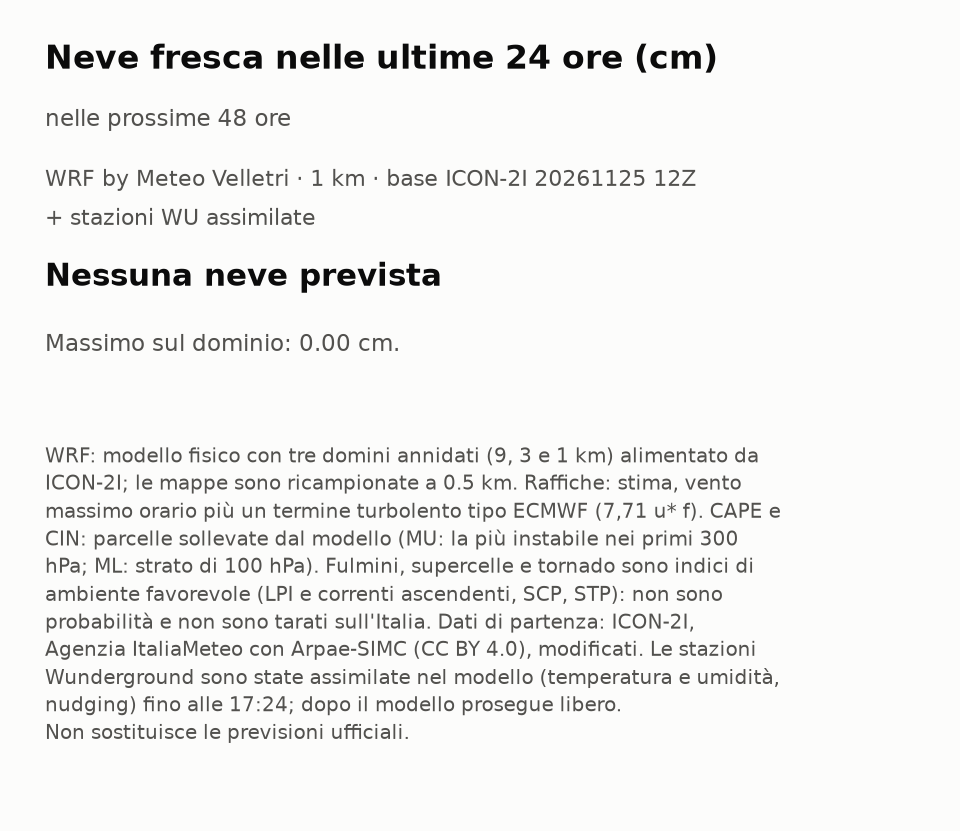 Neve fresca nelle ultime 24 ore (cm)
nelle prossime 48 ore
WRF by Meteo Velletri · 1 km · base ICON-2I 20261125 12Z
+ stazioni WU assimilate
Nessuna neve prevista
Massimo sul dominio: 0.00 cm.
WRF: modello fisico con tre domini annidati (9, 3 e 1 km) alimentato da
ICON-2I; le mappe sono ricampionate a 0.5 km. Raffiche: stima, vento
massimo orario più un termine turbolento tipo ECMWF (7,71 u* f). CAPE e
CIN: parcelle sollevate dal modello (MU: la più instabile nei primi 300
hPa; ML: strato di 100 hPa). Fulmini, supercelle e tornado sono indici di
ambiente favorevole (LPI e correnti ascendenti, SCP, STP): non sono
probabilità e non sono tarati sull'Italia. Dati di partenza: ICON-2I,
Agenzia ItaliaMeteo con Arpae-SIMC (CC BY 4.0), modificati. Le stazioni
Wunderground sono state assimilate nel modello (temperatura e umidità,
nudging) fino alle 17:24; dopo il modello prosegue libero.
Non sostituisce le previsioni ufficiali.